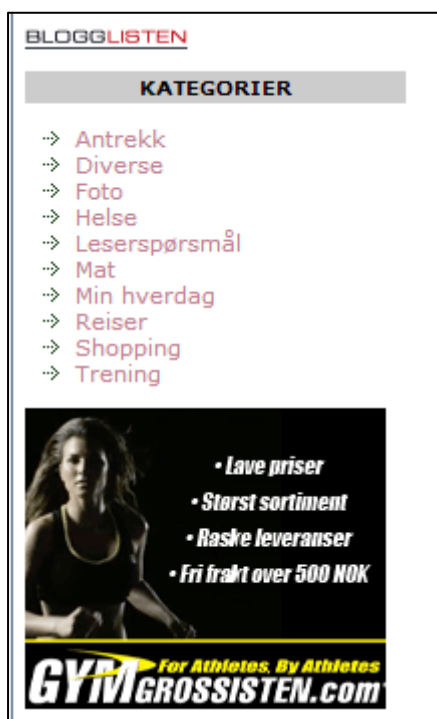 BLOGGLISTEN
KATEGORIER
Antrekk
Diverse
Foto
Helse
Leserspørsmål
Mat
Min hverdag
Reiser
Shopping
Trening
• Lave priser
• Størst sortiment
• Raske leveranser
• Fri frakt over 500 NOK
For Athletes, By Athletes
GYMGROSSISTEN.com